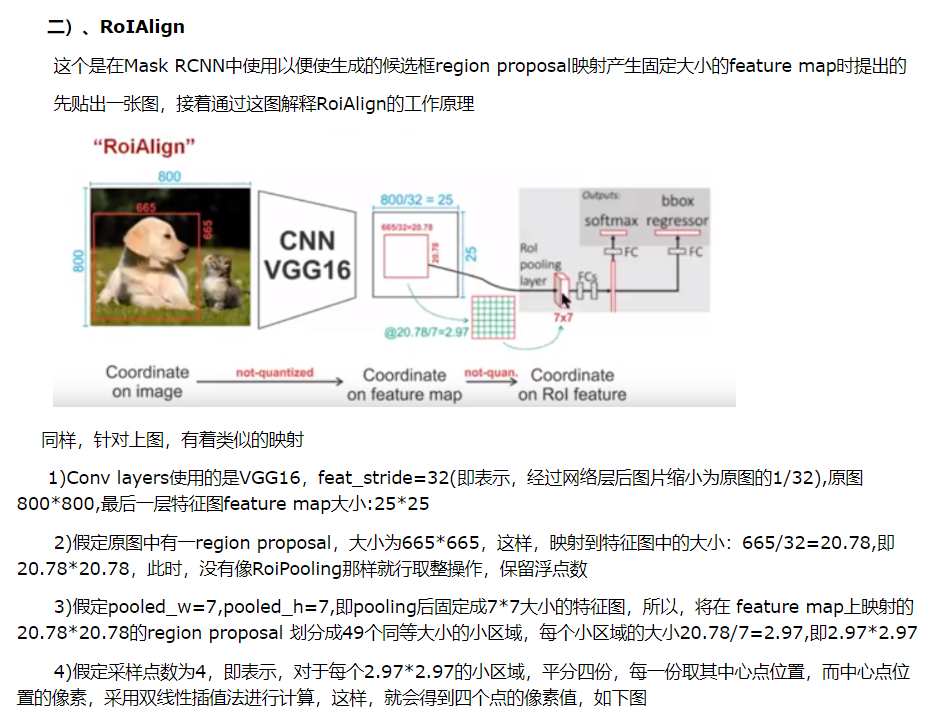 二）、RoIAlign
这个是在Mask RCNN中使用以便使生成的候选框region proposal映射产生固定大小的feature map时提出的
先贴出一张图，接着通过这图解释RoiAlign的工作原理
“RoiAlign”
800
800
665
665
CNN
VGG16
800/32 = 25
25
665/32=20.78
20.78
@20.78/7=2.97
RoI
pooling
layer
7x7
FCs
Outputs:
softmax
bbox
regressor
FC
FC
Coordinate
on image
not-quantized
Coordinate
on feature map
not-quan.
Coordinate
on RoI feature
同样，针对上图，有着类似的映射
1)Conv layers使用的是VGG16，feat_stride=32(即表示，经过网络层后图片缩小为原图的1/32),原图
800*800,最后一层特征图feature map大小:25*25
2)假定原图中有一region proposal，大小为665*665，这样，映射到特征图中的大小：665/32=20.78,即
20.78*20.78，此时，没有像RoiPooling那样就行取整操作，保留浮点数
3)假定pooled_w=7,pooled_h=7,即pooling后固定成7*7大小的特征图，所以，将在 feature map上映射的
20.78*20.78的region proposal 划分成49个同等大小的小区域，每个小区域的大小20.78/7=2.97,即2.97*2.97
4)假定采样点数为4，即表示，对于每个2.97*2.97的小区域，平分四份，每一份取其中心点位置，而中心点位
置的像素，采用双线性插值法进行计算，这样，就会得到四个点的像素值，如下图